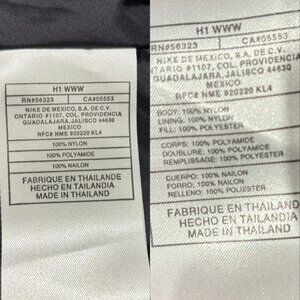 H1 WWW
RN#56323 CA#05553
NIKE DE MEXICO, S.A. DE C.V.
ONTARIO #1107, COL. PROVIDENCIA
GUADALAJARA, JALISCO 44630
MEXICO
RFC# NME 920220 KL4
100% NYLON
100% POLYAMIDE
100% NAILON
FABRIQUE EN THAILANDE
HECHO EN TAILANDIA
MADE IN THAILAND
H1 WWW
RN#56323 CA#05553
NIKE DE MEXICO, S.A. DE C.V.
#1107, COL. PROVIDENCIA
GUADALAJARA, JALISCO 44630
MEXICO
RFC# NME 920220 KL4
BODY: 100% NYLON
LINING: 100% NYLON
FILL: 100% POLYESTER
CORPS: 100% POLYAMIDE
DOUBLURE: 100% POLYAMIDE
REMPLISSAGE: 100% POLYESTER
CUERPO: 100% NAILON
FORRO: 100% NAILON
RELLENO: 100% POLIESTER
FABRIQUE EN THAILAND
HECHO EN TAILANDI
MADE IN THAILAND